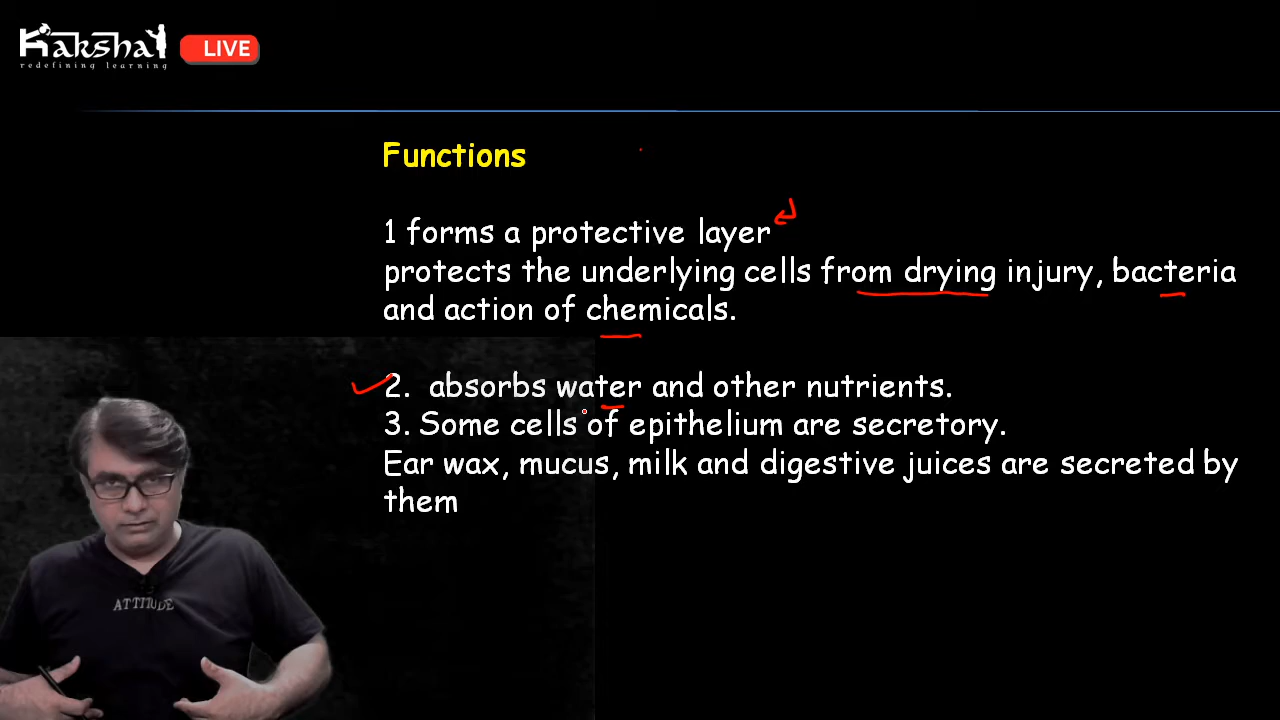 Kaksha
redefining learning
LIVE
Functions
1 forms a protective layer
protects the underlying cells from drying injury, bacteria
and action of chemicals.
2. absorbs water and other nutrients.
3. Some cells of epithelium are secretory.
Ear wax, mucus, milk and digestive juices are secreted by
them
ATTITUDE